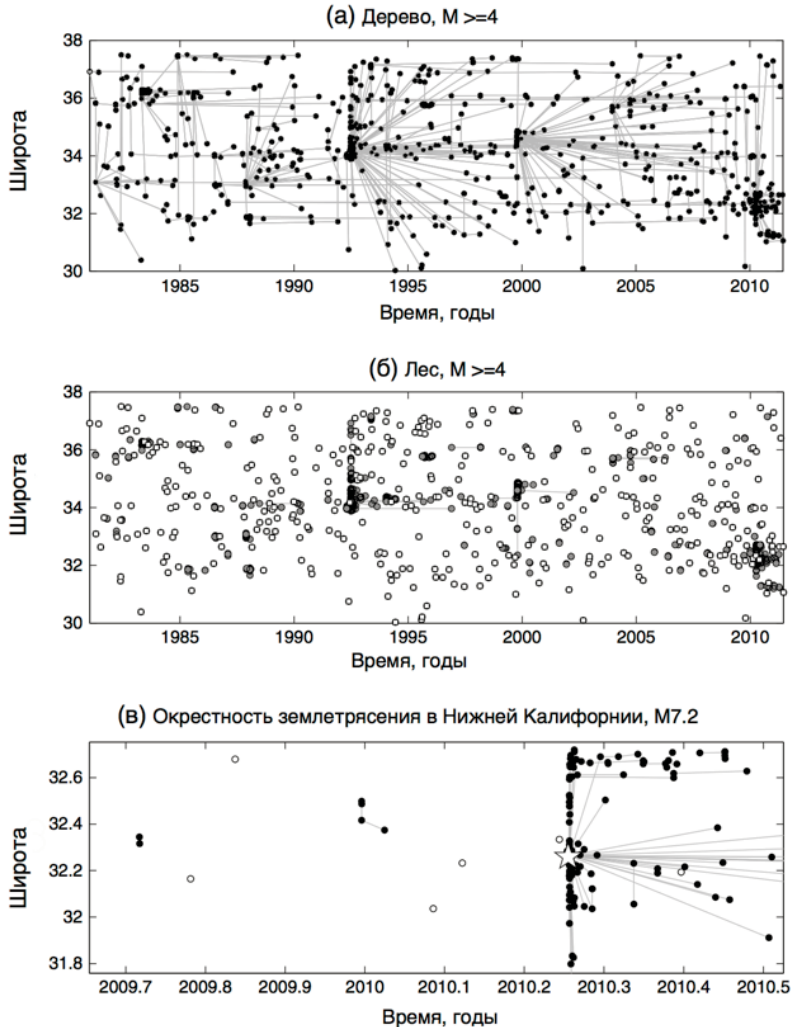 (а) Дерево, M >=4
38
36
34
32
30
Широта
1985 1990 1995 2000 2005 2010
Время, годы
(б) Лес, M >=4
38
36
34
32
30
Широта
1985 1990 1995 2000 2005 2010
Время, годы
(в) Окрестность землетрясения в Нижней Калифорнии, M7.2
32.6
32.4
32.2
32
31.8
Широта
2009.7 2009.8 2009.9 2010 2010.1 2010.2 2010.3 2010.4 2010.5
Время, годы